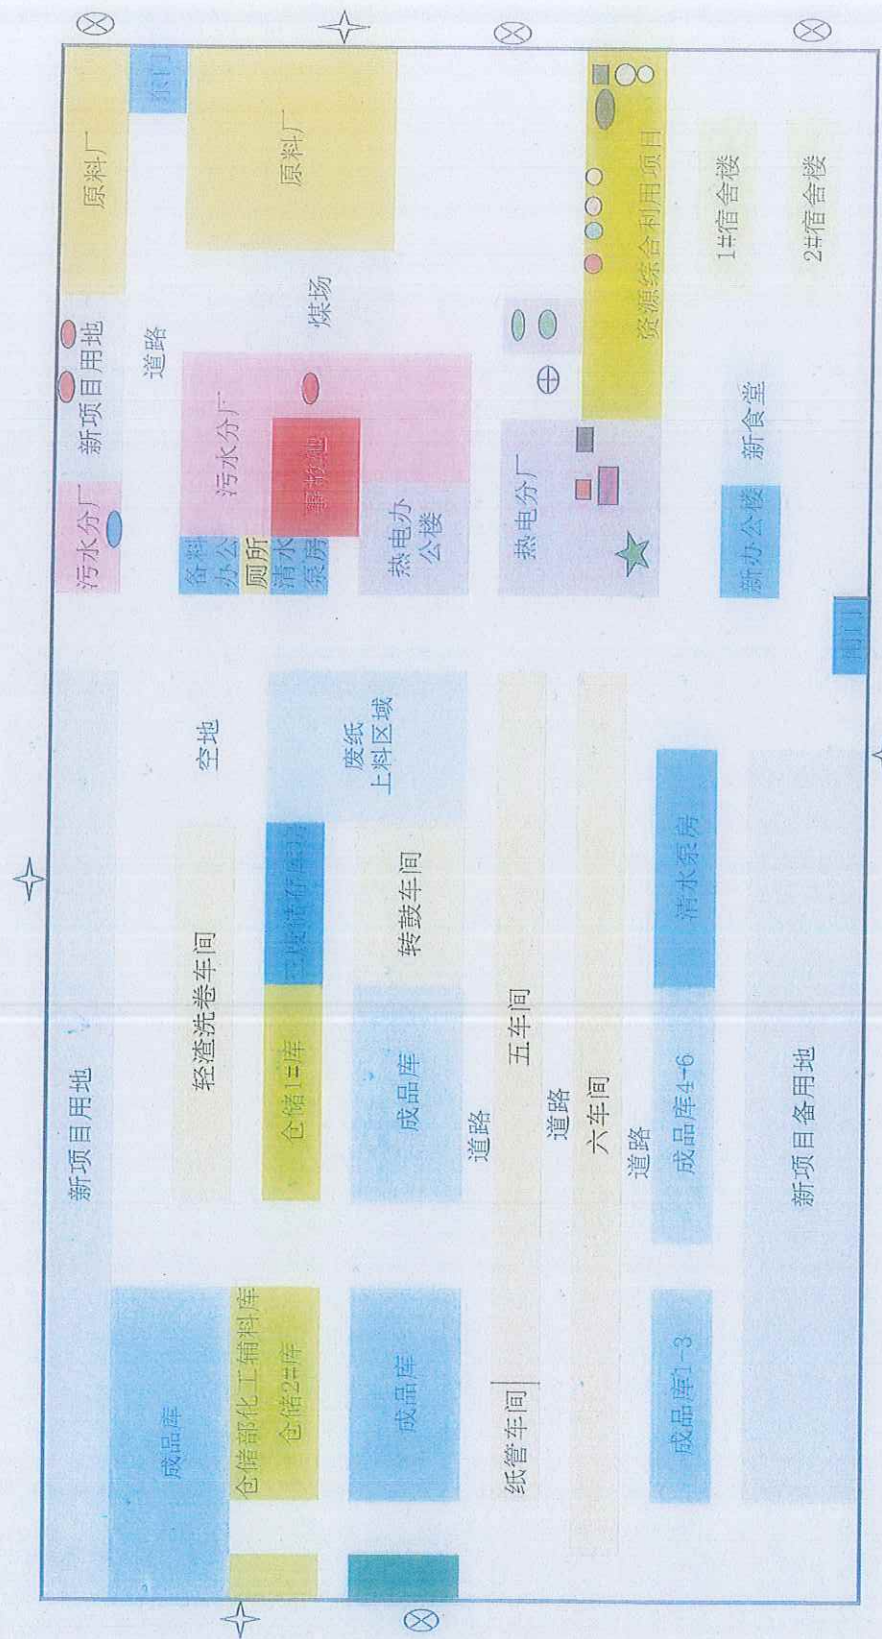 新项目用地
污水分厂
新项目用地
原料厂
成品库
道路
东门
轻渣洗卷车间
空地
备料
办公
污水分厂
原料厂
仓储部化工辅料库
厕所
仓储2#库
仓储1#库
清水
泵房
事故池
煤场
成品库
成品库
转鼓车间
废纸
上料区域
热电办
公楼
道路
纸管车间
五车间
热电分厂
道路
六车间
资源综合利用项目
道路
成品库1-3
成品库4-6
清水泵房
新办公楼
新食堂
1#宿舍楼
新项目备用地
2#宿舍楼